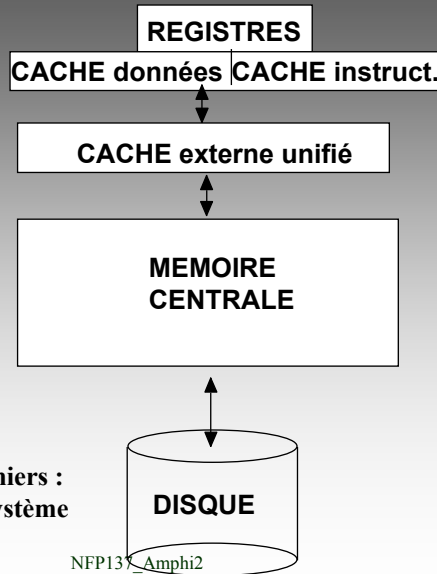 REGISTRES
CACHE données CACHE instruct.
CACHE externe unifié
MEMOIRE
CENTRALE
DISQUE
NFP137_Amphi2